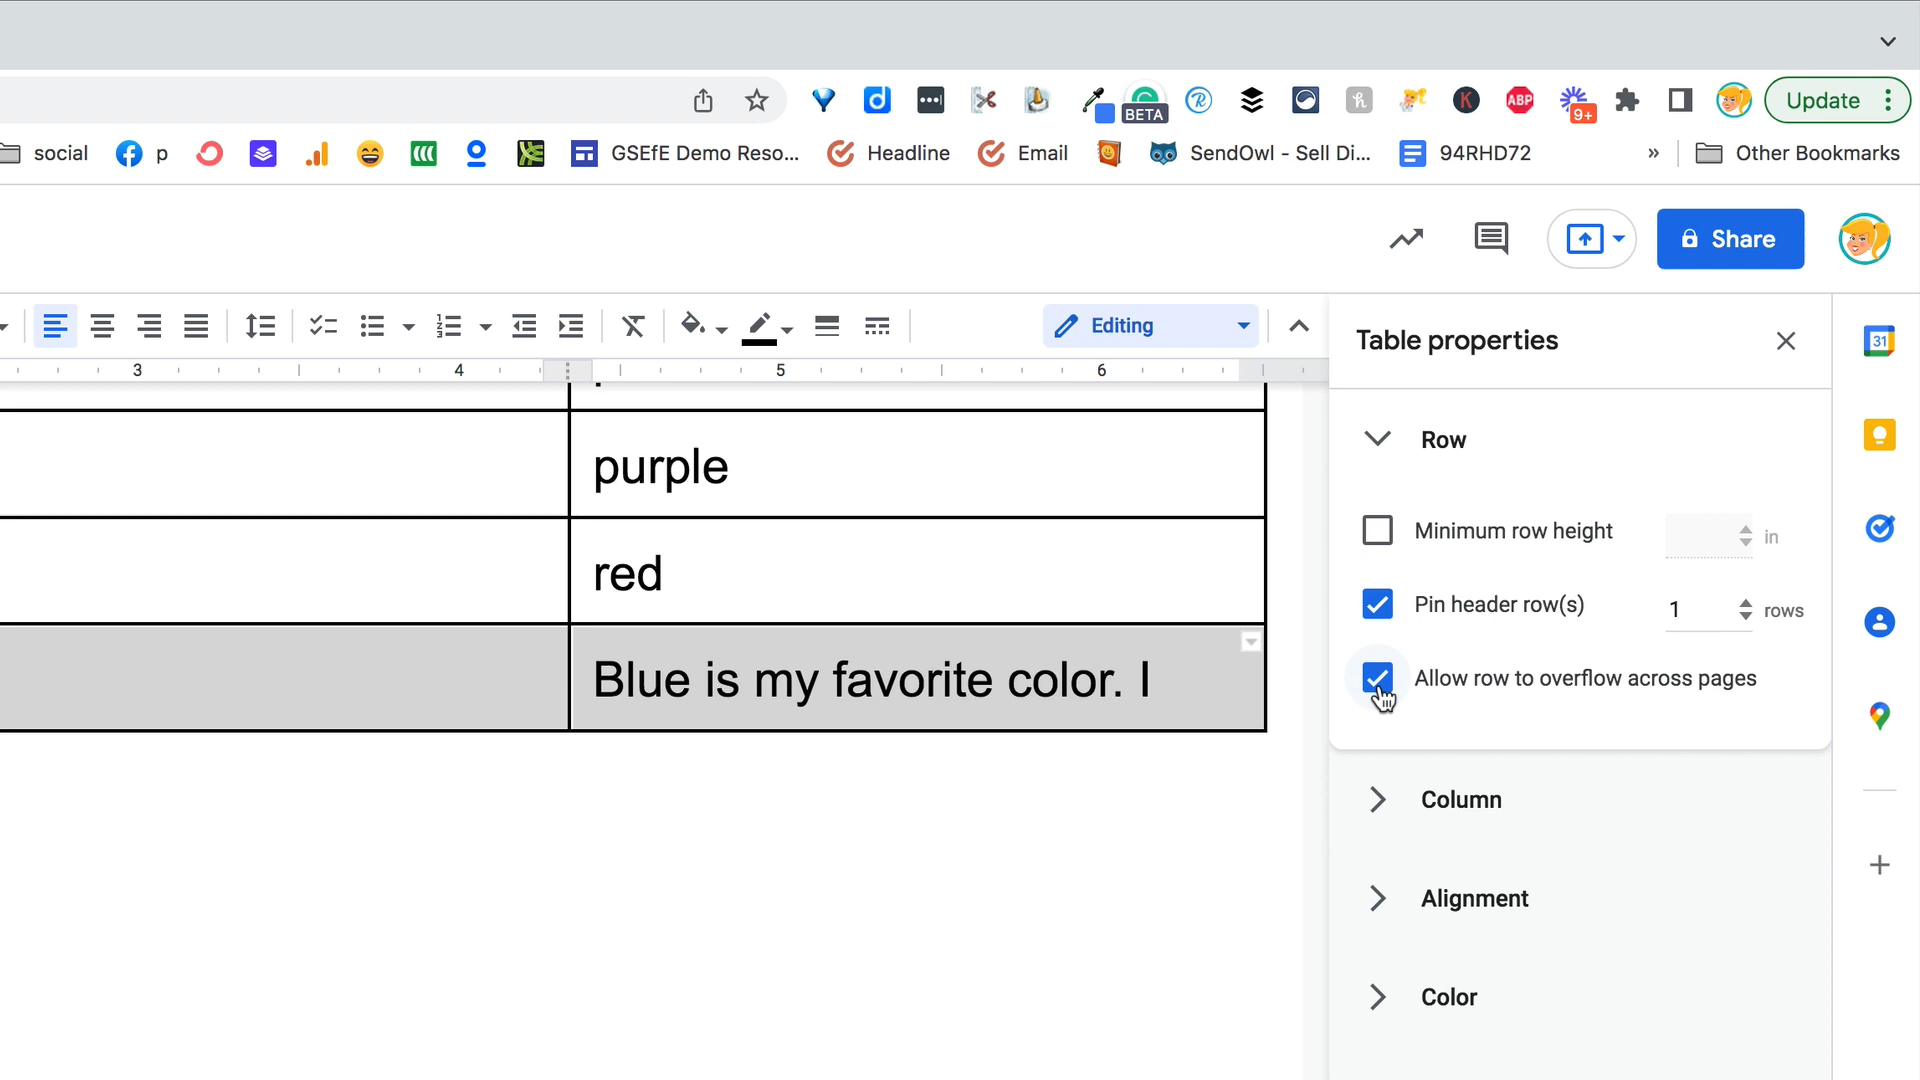 BETA
ABP
9+
Update
social
p
GSEfE Demo Reso...
Headline
Email
SendOwl - Sell Di...
94RHD72
»
Other Bookmarks
Share
Editing
3
4
5
6
purple
red
Blue is my favorite color. I
Table properties
Row
Minimum row height
in
Pin header row(s)
1
rows
Allow row to overflow across pages
Column
Alignment
Color
31